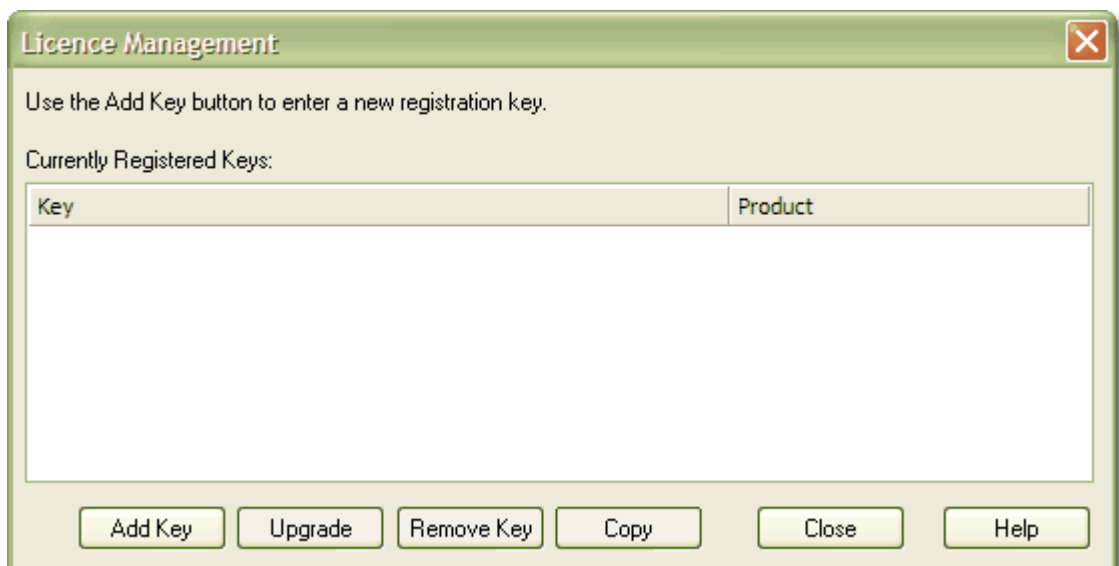 Licence Management
Use the Add Key button to enter a new registration key.
Currently Registered Keys:
Key Product
Add Key Upgrade Remove Key Copy Close Help